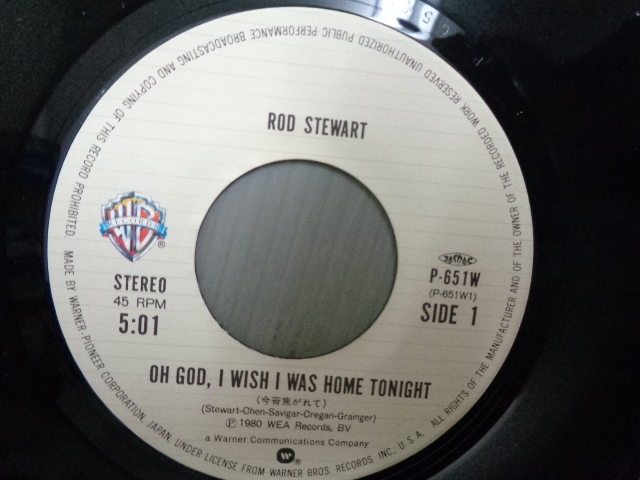 ROD STEWART
WB
RECORDS
®
STEREO
45 RPM
5:01
P-651W
(P-651W1)
SIDE 1
OH GOD, I WISH I WAS HOME TONIGHT
(今宵焦がれて)
(Stewart-Chen-Savigar-Cregan-Grainger)
Ⓟ 1980 WEA Records, BV
a Warner Communications Company
MADE BY WARNER-PIONEER CORPORATION, JAPAN, UNDER LICENSE FROM WARNER BROS. RECORDS INC., U.S.A. ALL RIGHTS OF THE MANUFACTURER AND OF THE OWNER OF THE RECORDED WORK RESERVED UNAUTHORIZED PUBLIC PERFORMANCE BROADCASTING AND COPYING OF THIS RECORD PROHIBITED